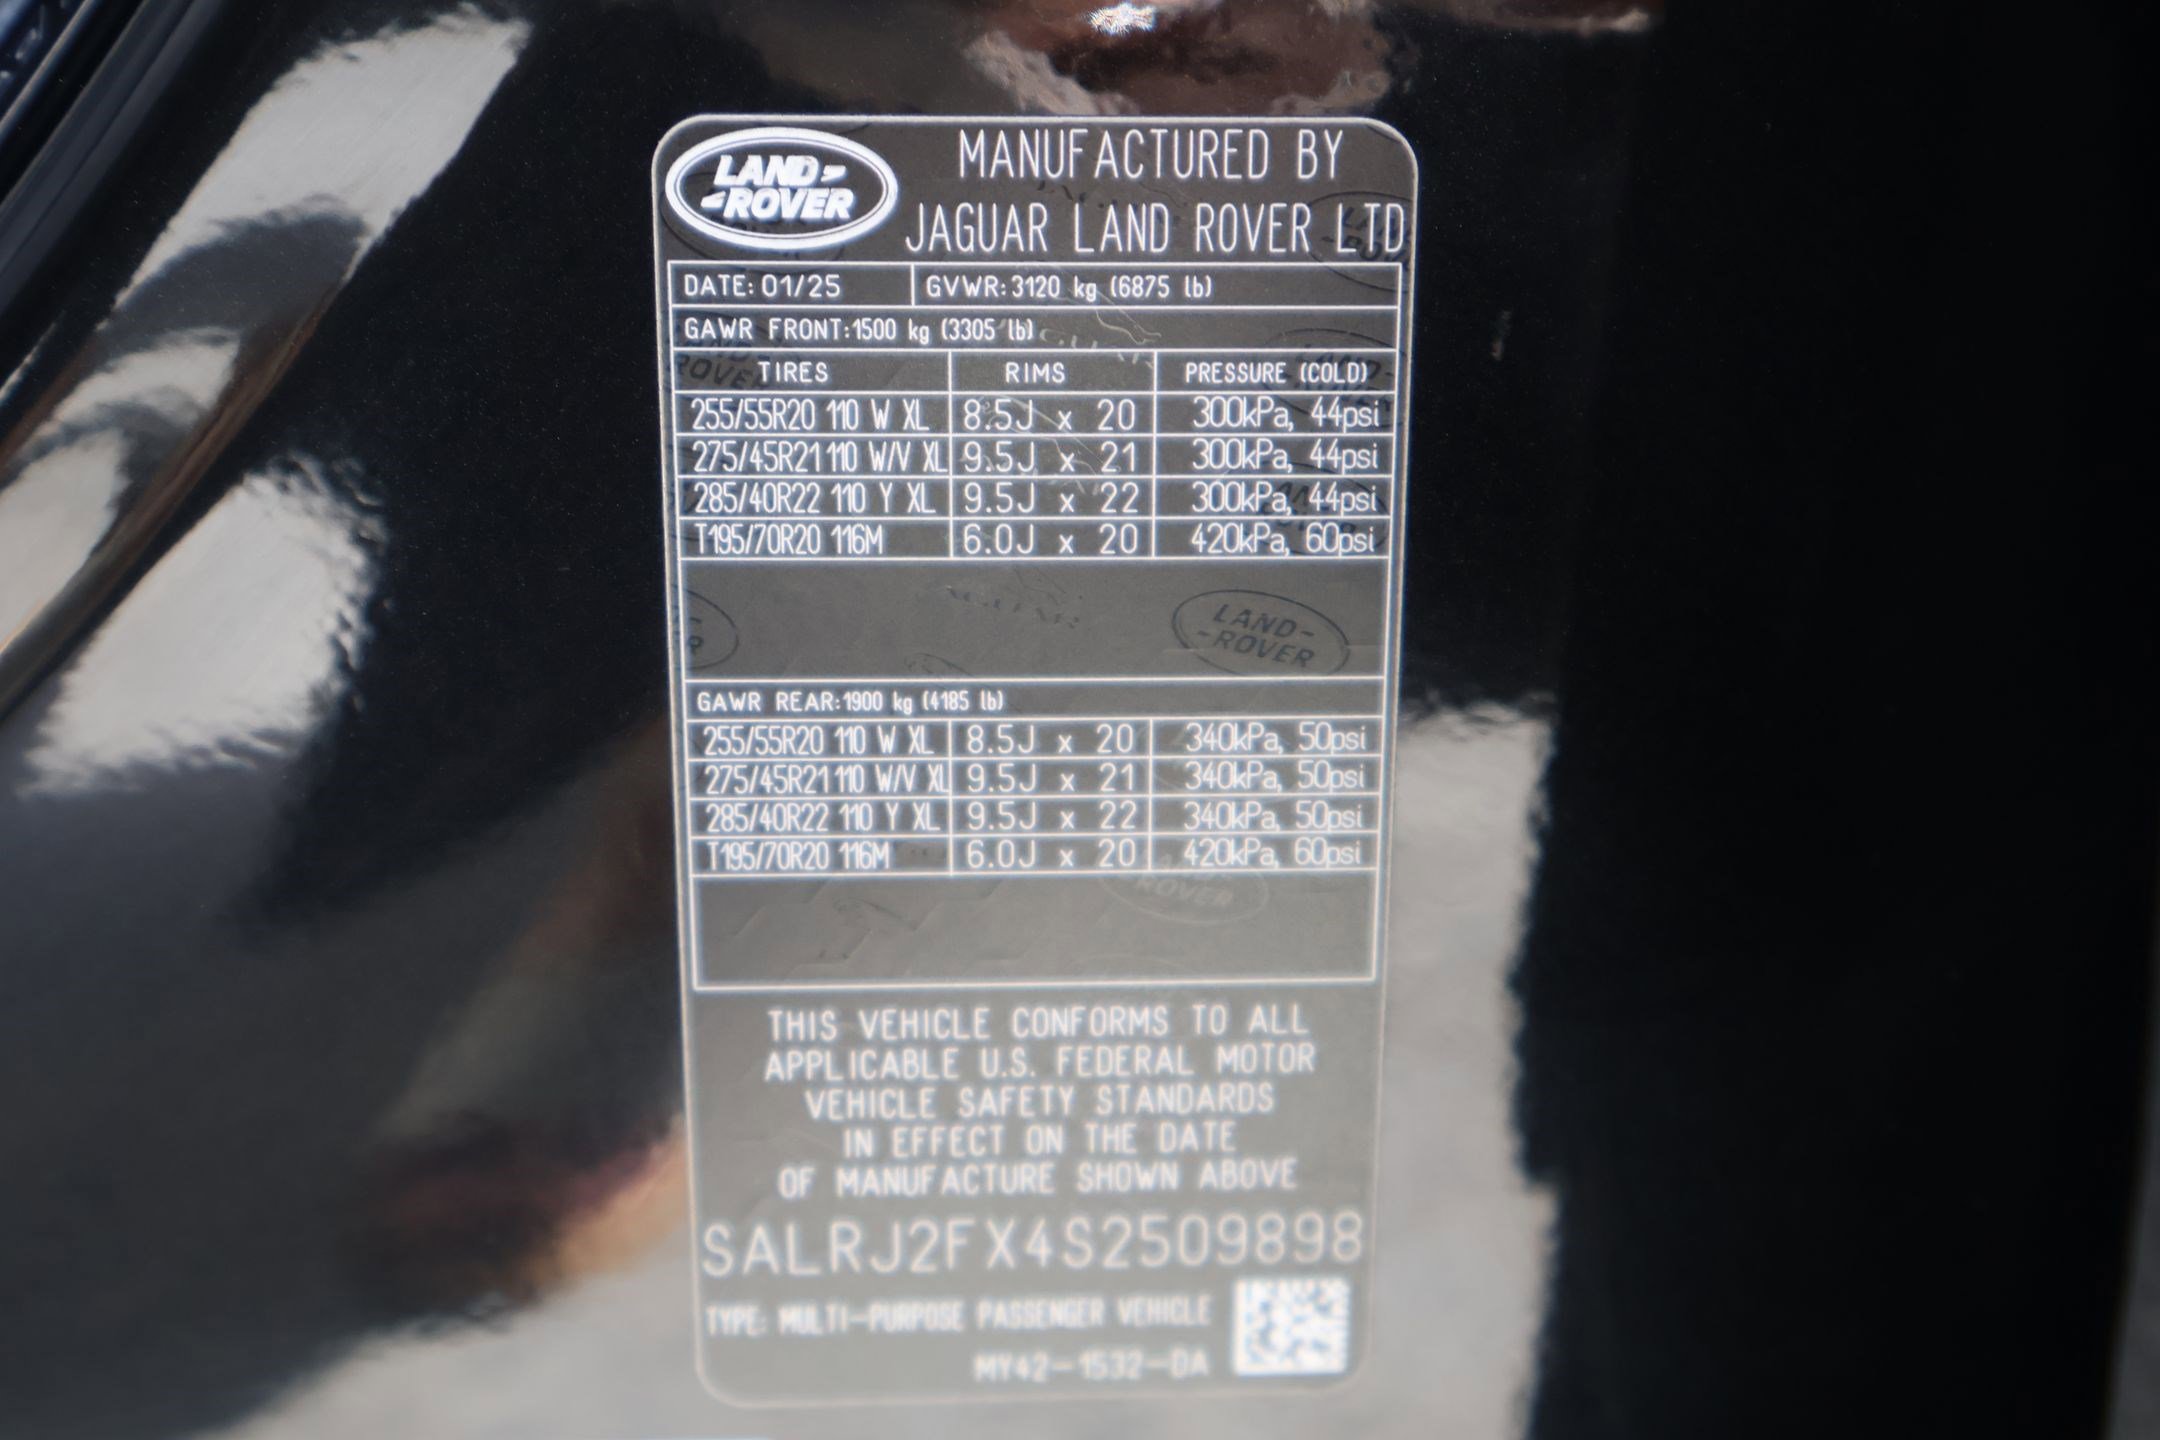 LAND-
-ROVER
MANUFACTURED BY
JAGUAR LAND ROVER LTD
DATE: 01/25 GVWR: 3120 kg (6875 lb)
GAWR FRONT: 1500 kg (3305 lb)
TIRES RIMS PRESSURE (COLD)
255/55R20 110 W XL 8.5J x 20 300kPa, 44psi
275/45R21 110 W/V XL 9.5J x 21 300kPa, 44psi
285/40R22 110 Y XL 9.5J x 22 300kPa, 44psi
T195/70R20 116M 6.0J x 20 420kPa, 60psi
LAND-
-ROVER
GAWR REAR: 1900 kg (4185 lb)
255/55R20 110 W XL 8.5J x 20 340kPa, 50psi
275/45R21 110 W/V XL 9.5J x 21 340kPa, 50psi
285/40R22 110 Y XL 9.5J x 22 340kPa, 50psi
T195/70R20 116M 6.0J x 20 420kPa, 60psi
THIS VEHICLE CONFORMS TO ALL
APPLICABLE U.S. FEDERAL MOTOR
VEHICLE SAFETY STANDARDS
IN EFFECT ON THE DATE
OF MANUFACTURE SHOWN ABOVE
SALRJ2FX4S2509898
TYPE: MULTI-PURPOSE PASSENGER VEHICLE
MY42-1532-DA